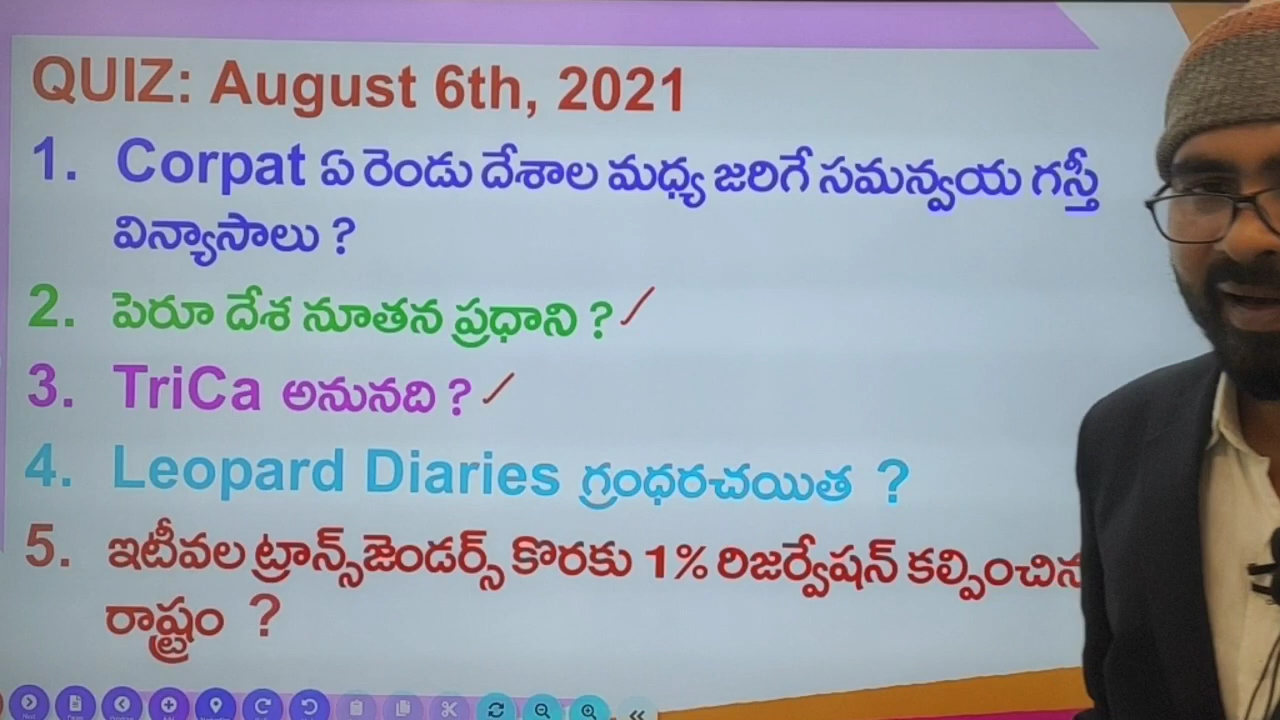 QUIZ: August 6th, 2021
1. Corpat ఏ రెండు దేశాల మధ్య జరిగే సమన్వయ గస్తీ
విన్యాసాలు ?
2. పెరూ దేశ నూతన ప్రధాని ?
3. TriCa అనునది ?
4. Leopard Diaries గ్రంధరచయిత ?
5. ఇటీవల ట్రాన్స్‌జెండర్స్ కొరకు 1% రిజర్వేషన్ కల్పించిన
రాష్ట్రం ?